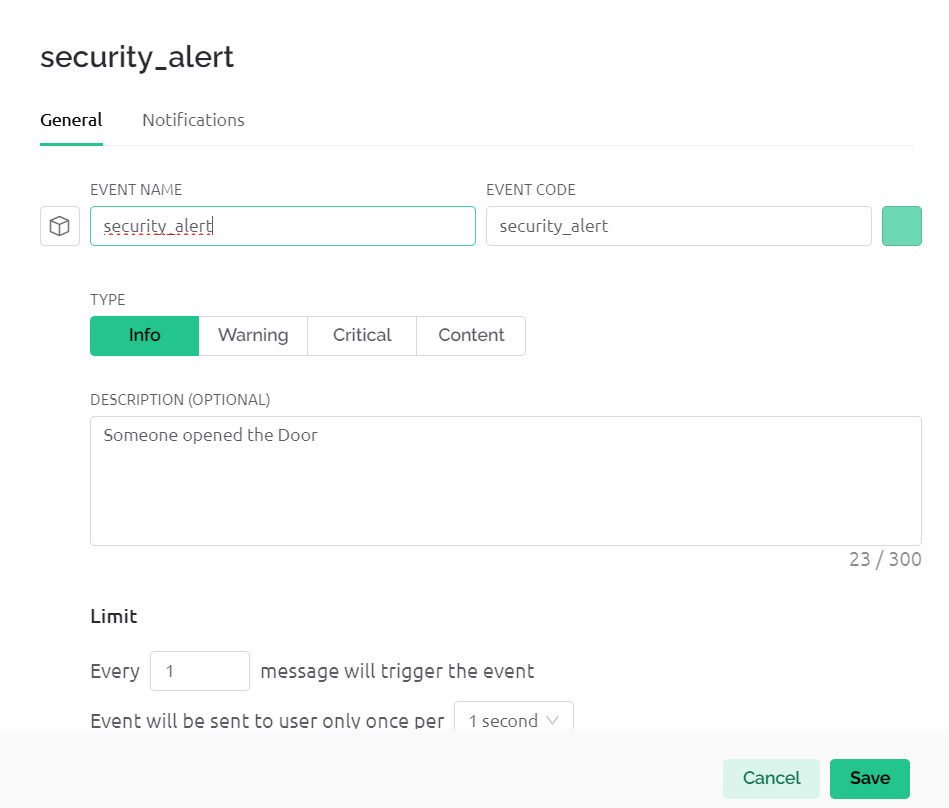 security_alert
General Notifications
EVENT NAME EVENT CODE
security_alert security_alert
TYPE
Info Warning Critical Content
DESCRIPTION (OPTIONAL)
Someone opened the Door
23 / 300
Limit
Every 1 message will trigger the event
Event will be sent to user only once per 1 second
Cancel Save